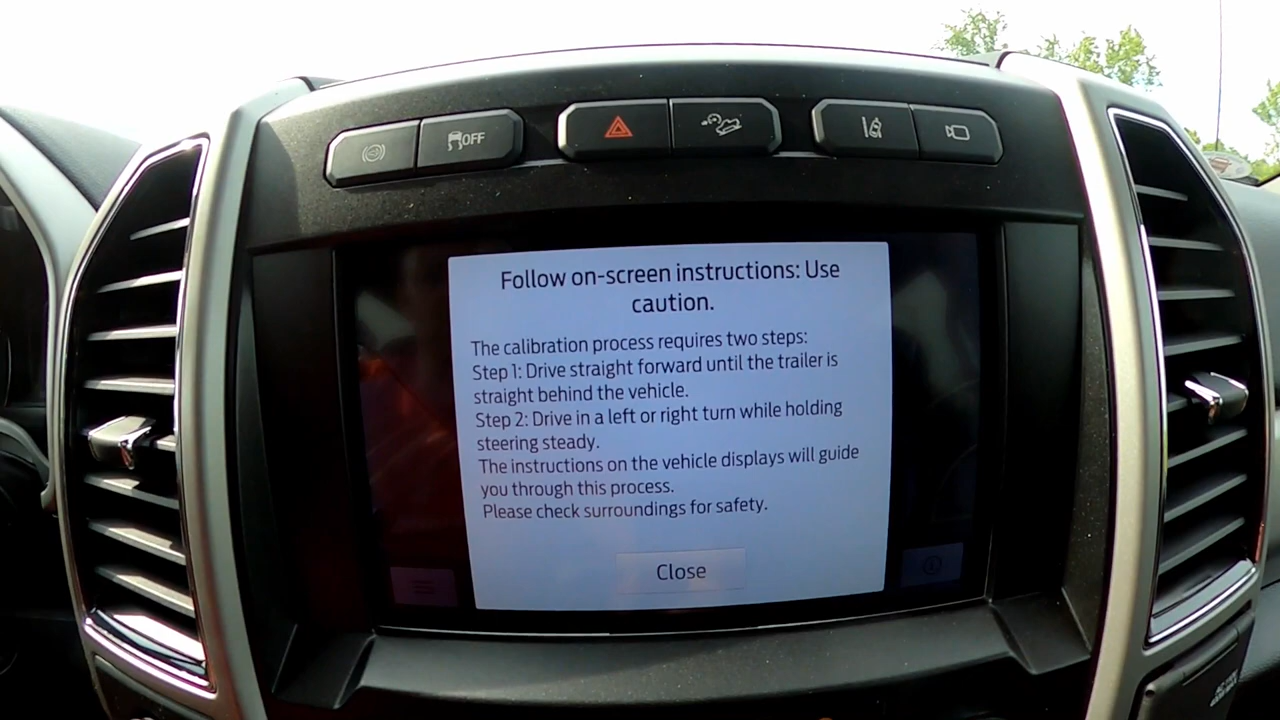 OFF
Follow on-screen instructions: Use
caution.
The calibration process requires two steps:
Step 1: Drive straight forward until the trailer is
straight behind the vehicle.
Step 2: Drive in a left or right turn while holding
steering steady.
The instructions on the vehicle displays will guide
you through this process.
Please check surroundings for safety.
Close